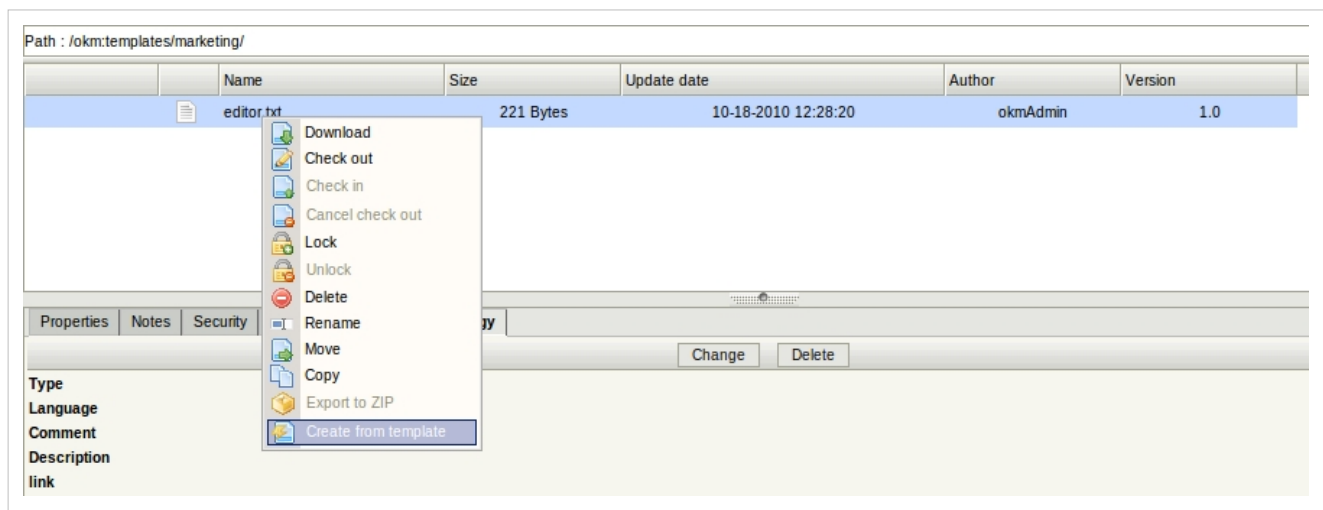 Path : /okm:templates/marketing/
Name Size Update date Author Version
editor.txt 221 Bytes 10-18-2010 12:28:20 okmAdmin 1.0
Download
Check out
Check in
Cancel check out
Lock
Unlock
Delete
Rename
Move
Copy
Export to ZIP
Create from template
Properties Notes Security
Change Delete
Type
Language
Comment
Description
link